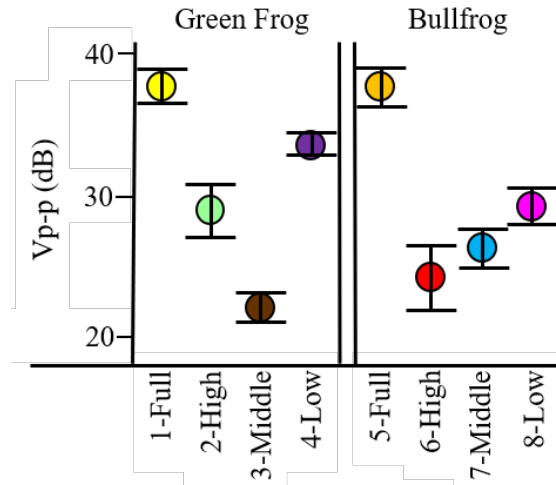 Green Frog
Bullfrog
Vp-p (dB)
40
30
20
1-Full
2-High
3-Middle
4-Low
5-Full
6-High
7-Middle
8-Low